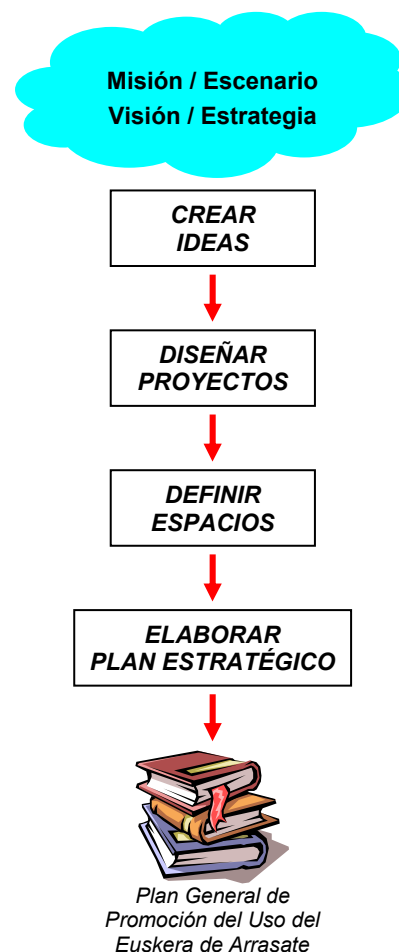 Misión / Escenario
Visión / Estrategia
CREAR
IDEAS
DISEÑAR
PROYECTOS
DEFINIR
ESPACIOS
ELABORAR
PLAN ESTRATÉGICO
Plan General de
Promoción del Uso del
Euskera de Arrasate